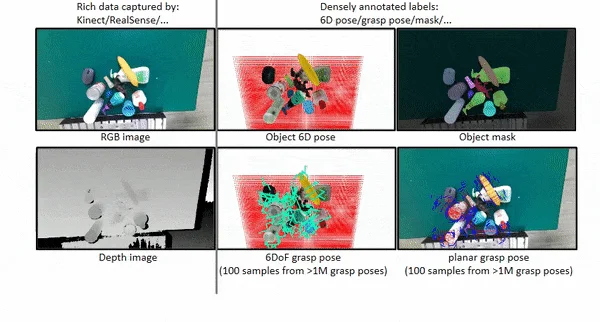 Rich data captured by:
Kinect/RealSense/...
Densely annotated labels:
6D pose/grasp pose/mask/...
RGB image
Object 6D pose
Object mask
Depth image
6DoF grasp pose
(100 samples from >1M grasp poses)
planar grasp pose
(100 samples from >1M grasp poses)